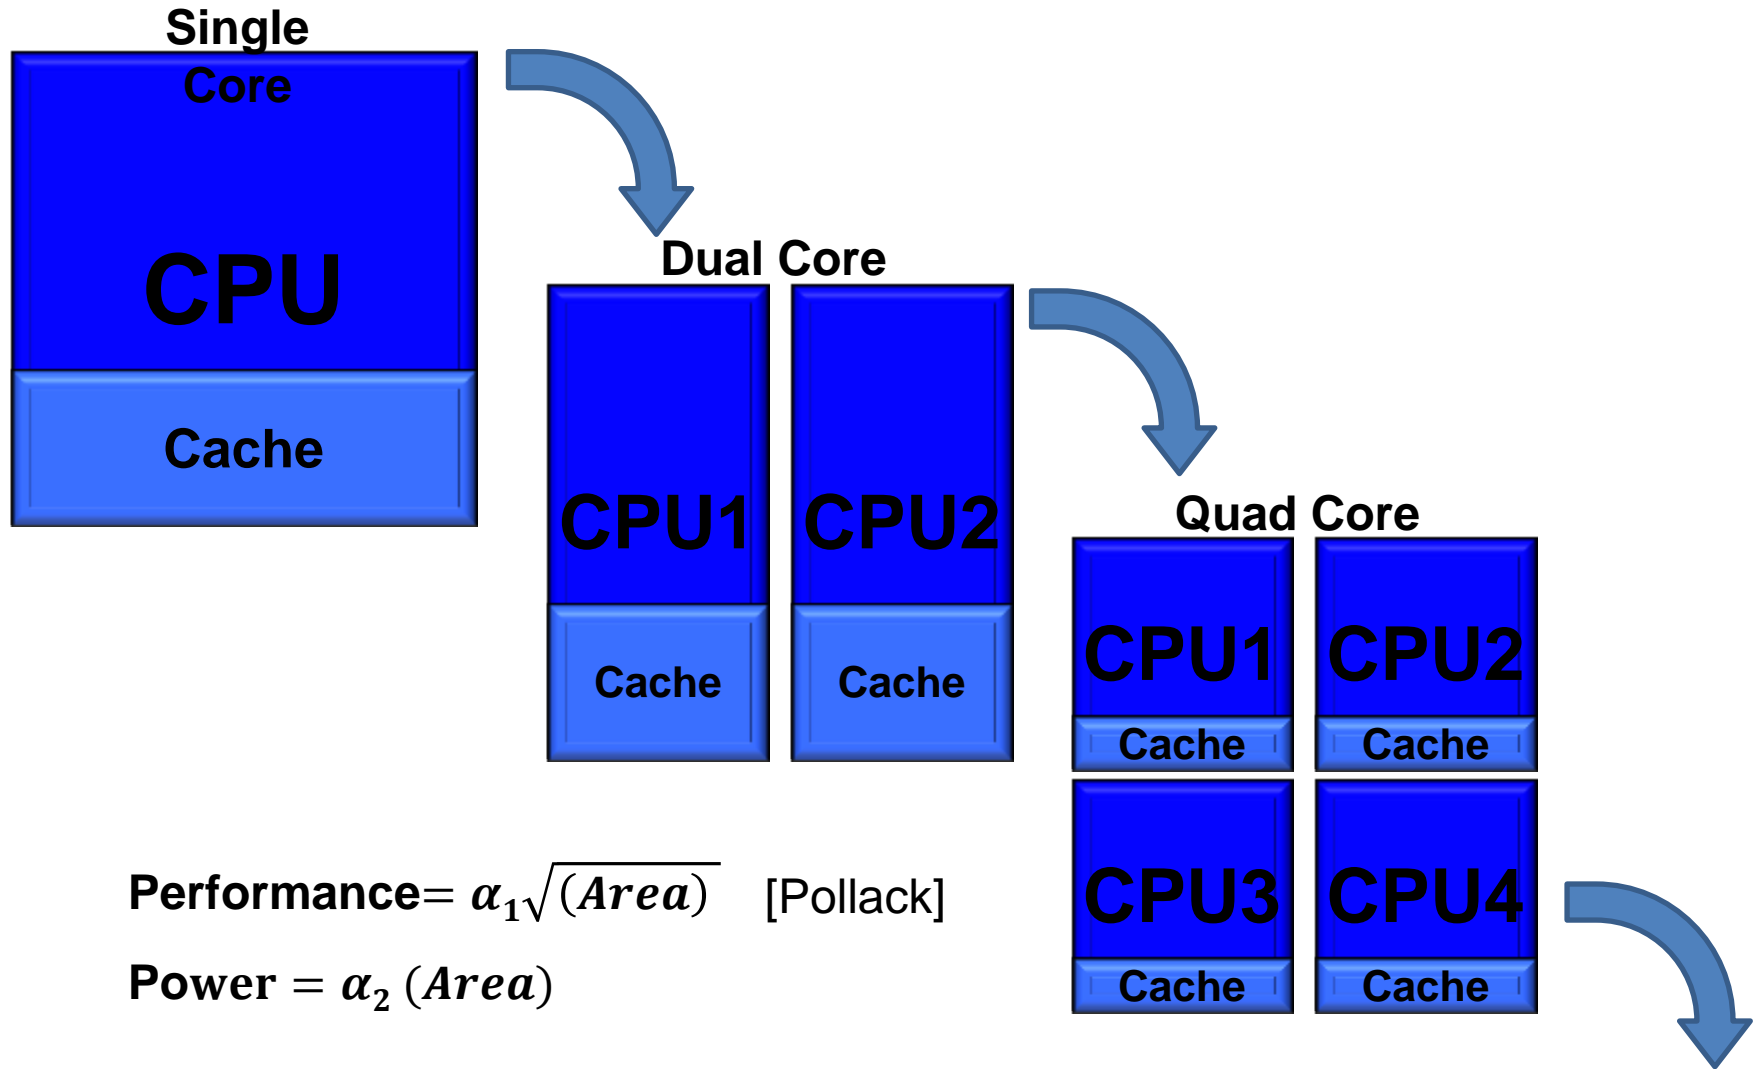 Single
Core
CPU
Cache
Dual Core
CPU1 CPU2
Cache Cache
Quad Core
CPU1 CPU2
Cache Cache
CPU3 CPU4
Cache Cache
Performance= α₁√(Area) [Pollack]
Power = α₂ (Area)